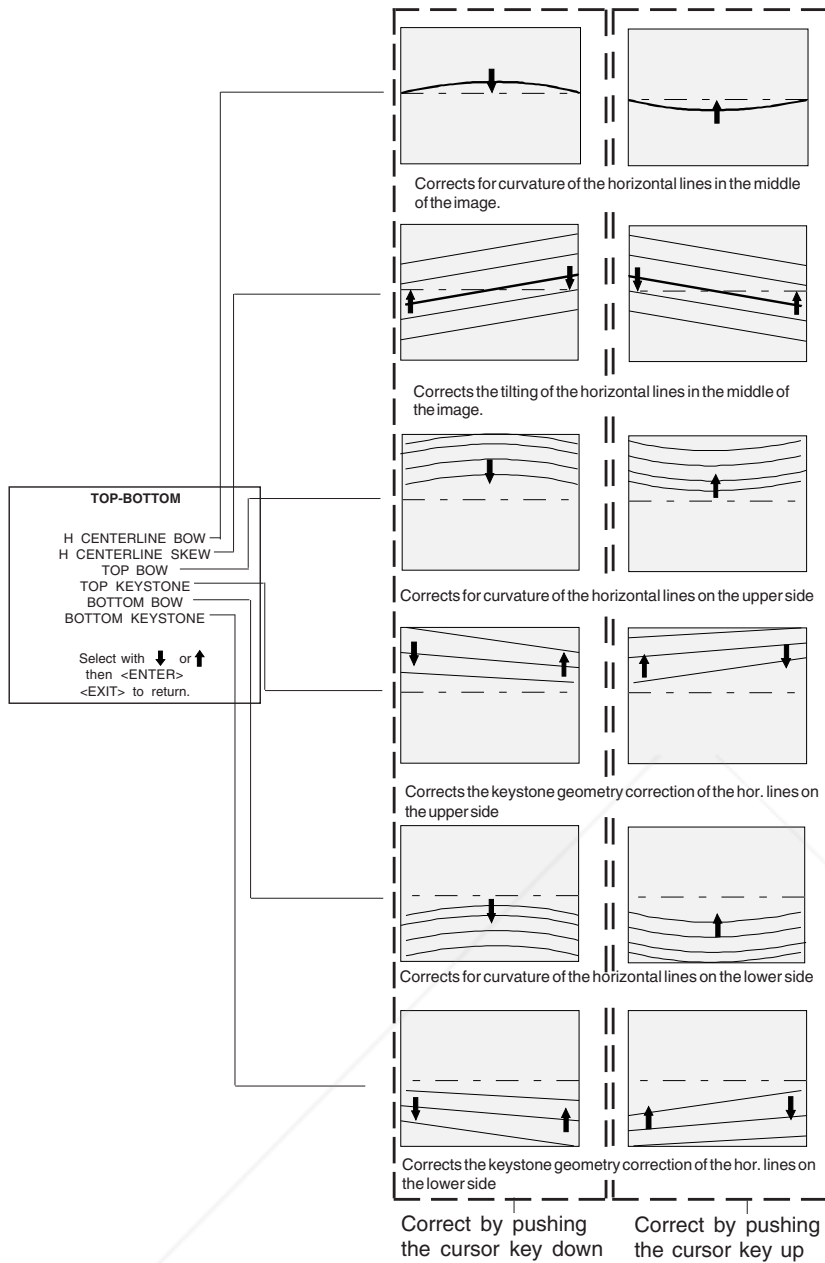 Corrects for curvature of the horizontal lines in the middle
of the image.
Corrects the tilting of the horizontal lines in the middle of
the image.
TOP-BOTTOM
H CENTERLINE BOW
H CENTERLINE SKEW
TOP BOW
TOP KEYSTONE
BOTTOM BOW
BOTTOM KEYSTONE
Select with or
then <ENTER>
<EXIT> to return.
Corrects for curvature of the horizontal lines on the upper side
Corrects the keystone geometry correction of the hor. lines on
the upper side
Corrects for curvature of the horizontal lines on the lower side
Corrects the keystone geometry correction of the hor. lines on
the lower side
Correct by pushing
the cursor key down
Correct by pushing
the cursor key up